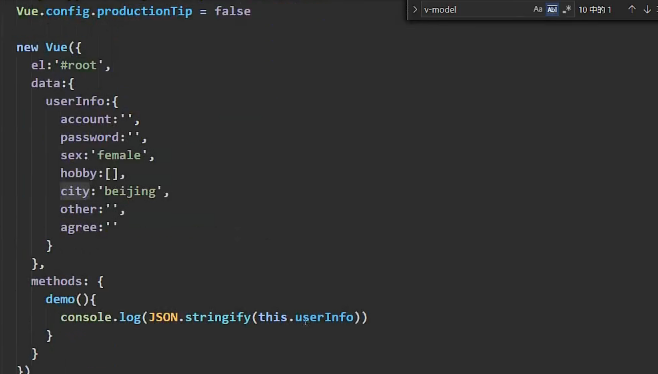 Vue.config.productionTip = false
v-model
Aa
Ab
.*
10 中的 1
new Vue({
el:'#root',
data:{
userInfo:{
account:'',
password:'',
sex:'female',
hobby:[],
city:'beijing',
other:'',
agree:''
}
},
methods: {
demo(){
console.log(JSON.stringify(this.userInfo))
}
}
})